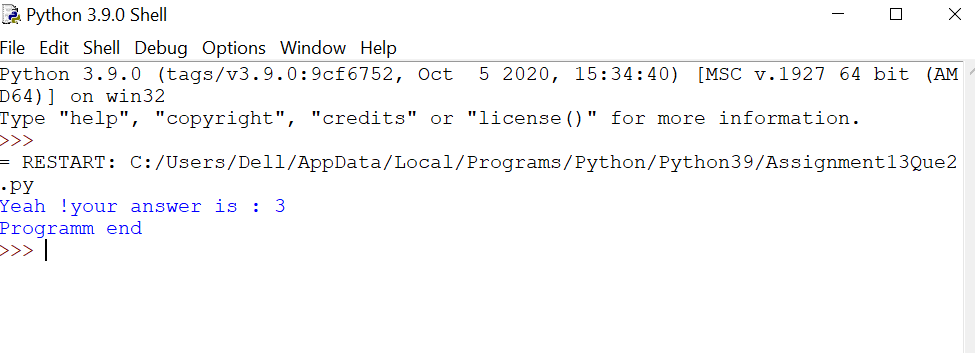 Python 3.9.0 Shell
File Edit Shell Debug Options Window Help
Python 3.9.0 (tags/v3.9.0:9cf6752, Oct  5 2020, 15:34:40) [MSC v.1927 64 bit (AM
D64)] on win32
Type "help", "copyright", "credits" or "license()" for more information.
>>>
= RESTART: C:/Users/Dell/AppData/Local/Programs/Python/Python39/Assignment13Que2
.py
Yeah !your answer is : 3
Programm end
>>>